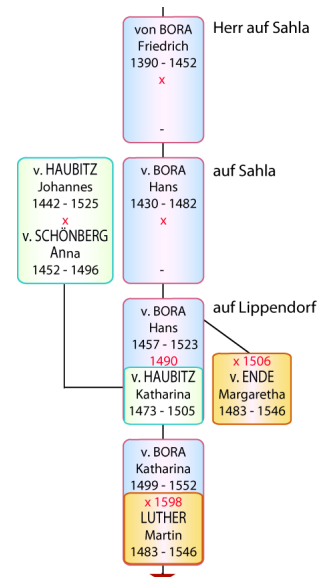 von BORA
Friedrich
1390 - 1452
x
-
Herr auf Sahla
v. HAUBITZ
Johannes
1442 - 1525
x
v. SCHÖNBERG
Anna
1452 - 1496
v. BORA
Hans
1430 - 1482
x
-
auf Sahla
v. BORA
Hans
1457 - 1523
1490
v. HAUBITZ
Katharina
1473 - 1505
auf Lippendorf
x 1506
v. ENDE
Margaretha
1483 - 1546
v. BORA
Katharina
1499 - 1552
x 1598
LUTHER
Martin
1483 - 1546